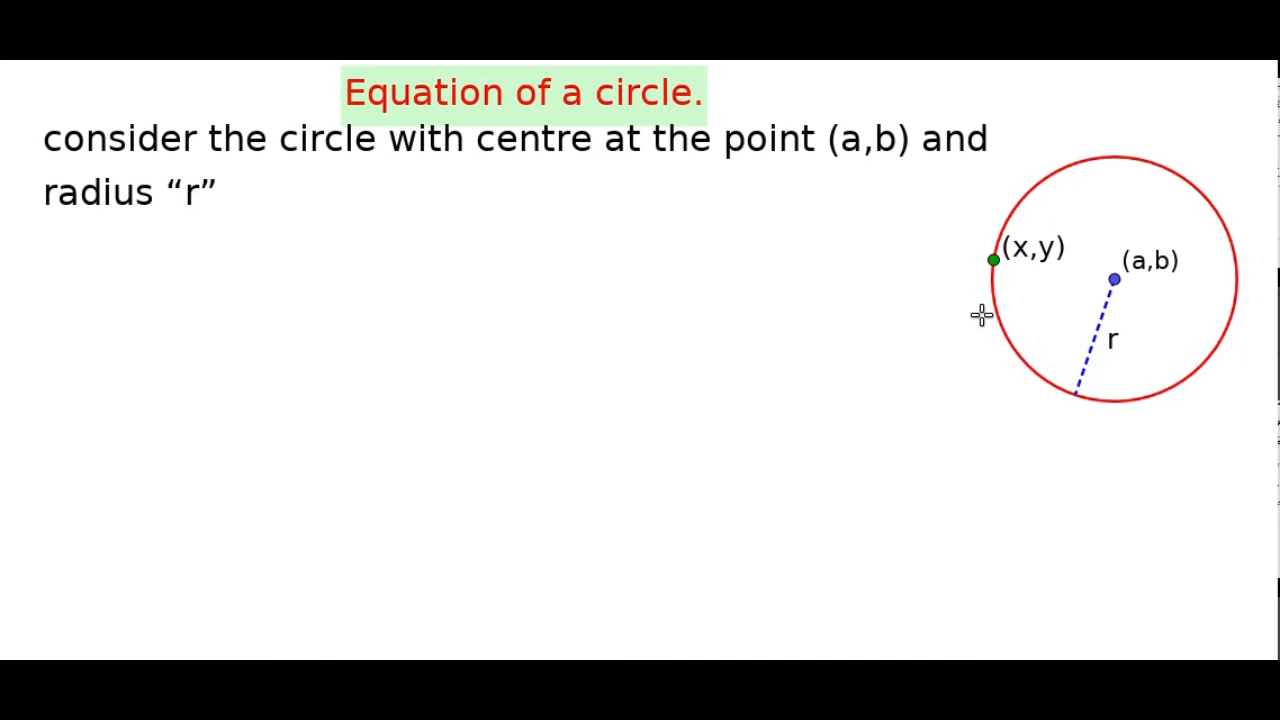 Equation of a circle.
consider the circle with centre at the point (a,b) and
radius “r”
(x,y)
(a,b)
r